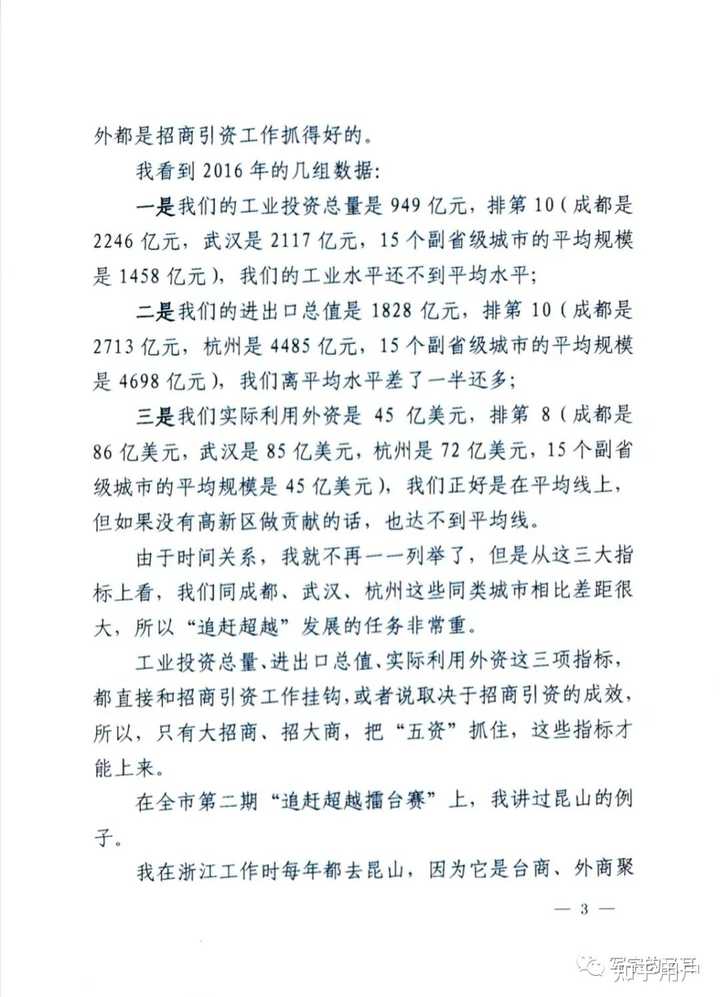 外都是招商引资工作抓得好的。
我看到 2016 年的几组数据:
一是我们的工业投资总量是 949 亿元，排第 10（成都是
2246 亿元，武汉是 2117 亿元，15 个副省级城市的平均规模
是 1458 亿元），我们的工业水平还不到平均水平；
二是我们的进出口总值是 1828 亿元，排第 10（成都是
2713 亿元，杭州是 4485 亿元，15 个副省级城市的平均规模
是 4698 亿元），我们离平均水平差了一半还多；
三是我们实际利用外资是 45 亿美元，排第 8（成都是
86 亿美元，武汉是 85 亿美元，杭州是 72 亿美元，15 个副省
级城市的平均规模是 45 亿美元），我们正好是在平均线上，
但如果没有高新区做贡献的话，也达不到平均线。
由于时间关系，我就不再一一列举了，但是从这三大指
标上看，我们同成都、武汉、杭州这些同类城市相比差距很
大，所以“追赶超越”发展的任务非常重。
工业投资总量、进出口总值、实际利用外资这三项指标，
都直接和招商引资工作挂钩，或者说取决于招商引资的成效，
所以，只有大招商、招大商，把“五资”抓住，这些指标才
能上来。
在全市第二期“追赶超越擂台赛”上，我讲过昆山的例
子。
我在浙江工作时每年都去昆山，因为它是台商、外商聚
— 3 —
知乎用户